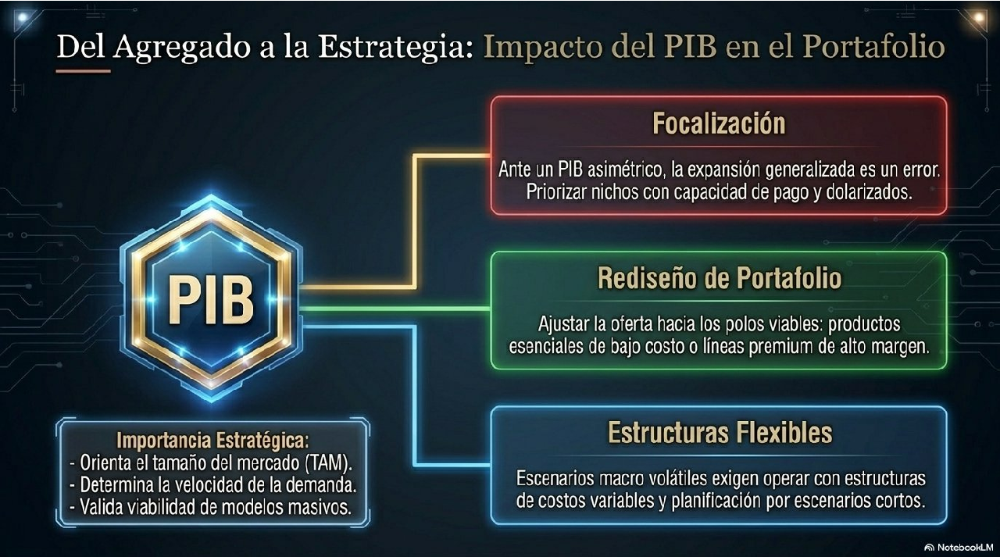 Del Agregado a la Estrategia: Impacto del PIB en el Portafolio
PIB
Importancia Estratégica:
- Orienta el tamaño del mercado (TAM).
- Determina la velocidad de la demanda.
- Valida viabilidad de modelos masivos.
Focalización
Ante un PIB asimétrico, la expansión generalizada es un error.
Priorizar nichos con capacidad de pago y dolarizados.
Rediseño de Portafolio
Ajustar la oferta hacia los polos viables: productos
esenciales de bajo costo o líneas premium de alto margen.
Estructuras Flexibles
Escenarios macro volátiles exigen operar con estructuras
de costos variables y planificación por escenarios cortos.
NotebookLM